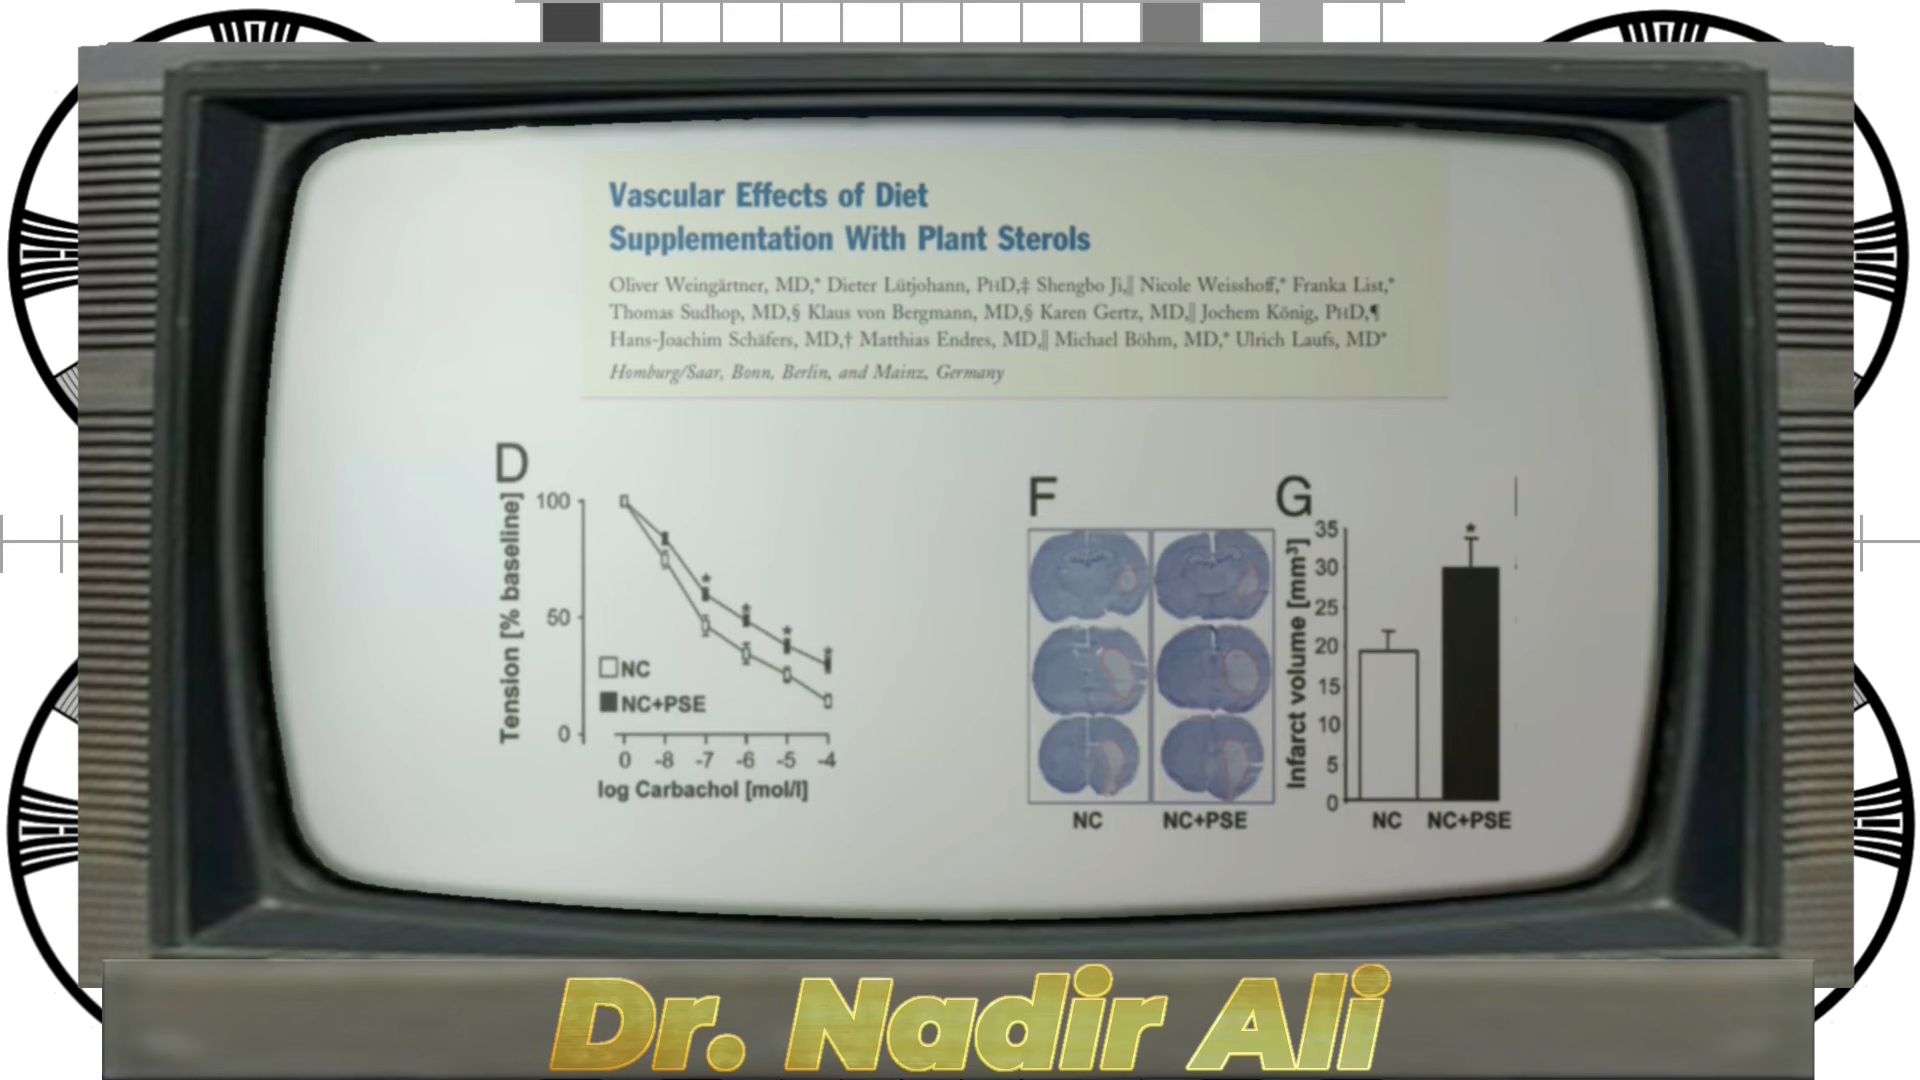 Vascular Effects of Diet
Supplementation With Plant Sterols
Oliver Weingärtner, MD,* Dieter Lütjohann, PHD,‡ Shengbo Ji,|| Nicole Weisshoff,* Franka List,*
Thomas Sudhop, MD,§ Klaus von Bergmann, MD,§ Karen Gertz, MD,|| Jochem König, PHD,¶
Hans-Joachim Schäfers, MD,† Matthias Endres, MD,|| Michael Böhm, MD,* Ulrich Laufs, MD*
Homburg/Saar, Bonn, Berlin, and Mainz, Germany
D
Tension [% baseline]
100
50
0
* * * *
NC
NC+PSE
0 -8 -7 -6 -5 -4
log Carbachol [mol/l]
F
NC NC+PSE
G
Infarct volume [mm³]
35
30
25
20
15
10
5
0
*
NC NC+PSE
Dr. Nadir Ali